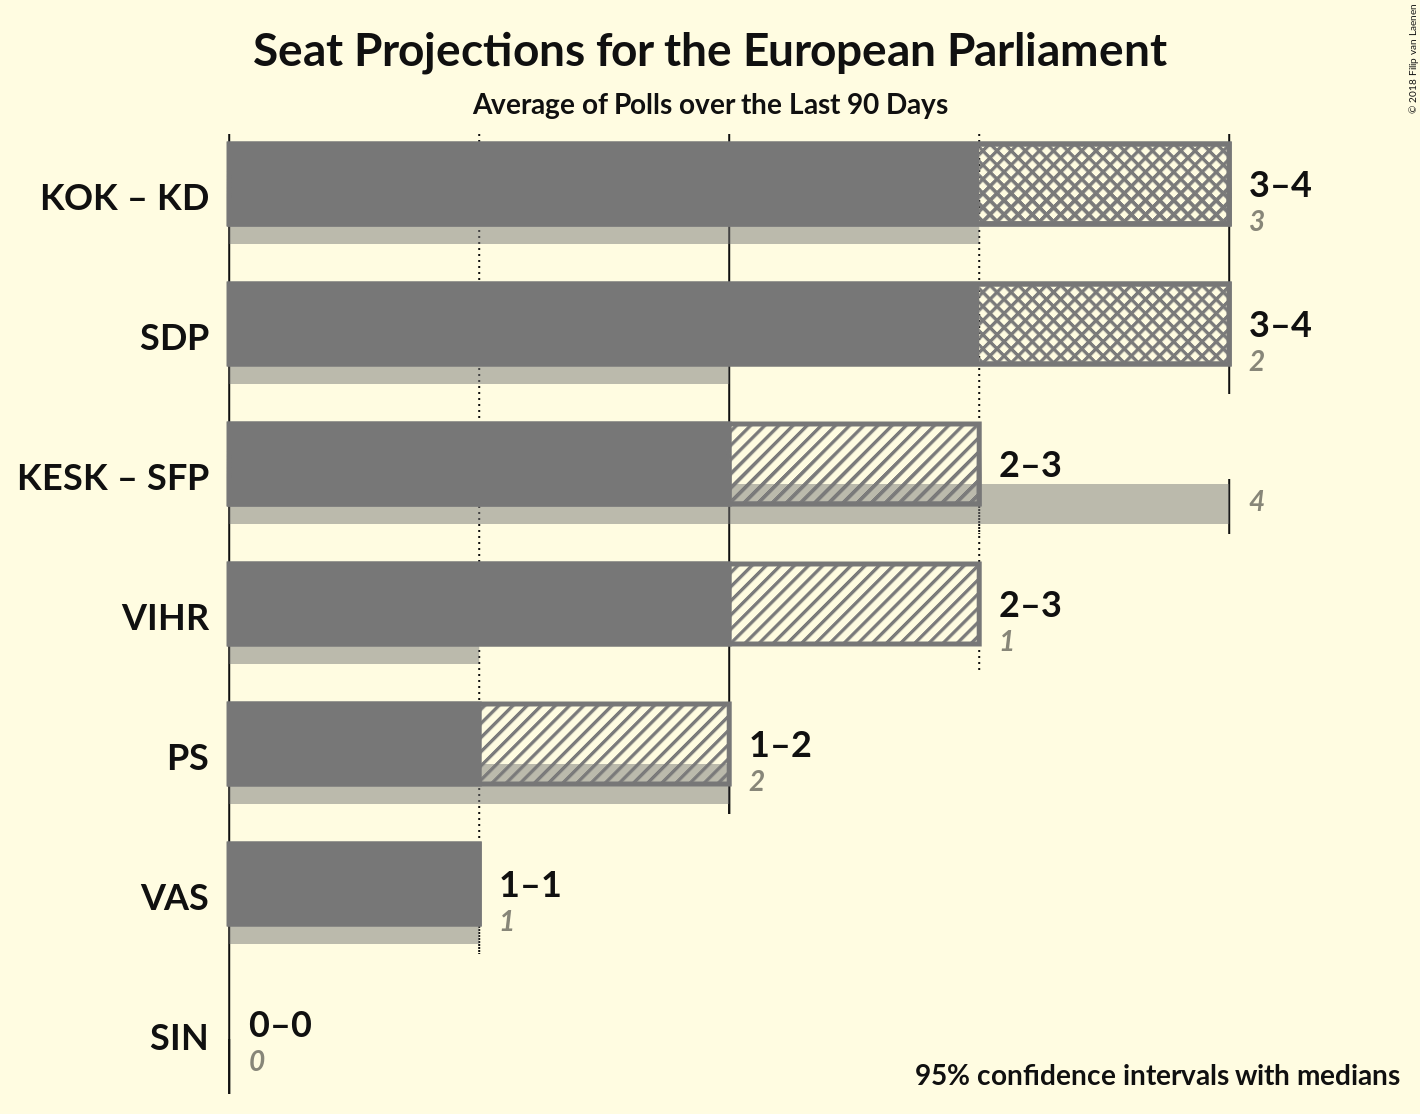 Seat Projections for the European Parliament
Average of Polls over the Last 90 Days
© 2018 Filip van Laenen
KOK – KD
3–4
3
SDP
3–4
2
KESK – SFP
2–3
4
VIHR
2–3
1
PS
1–2
2
VAS
1–1
1
SIN
0–0
0
95% confidence intervals with medians